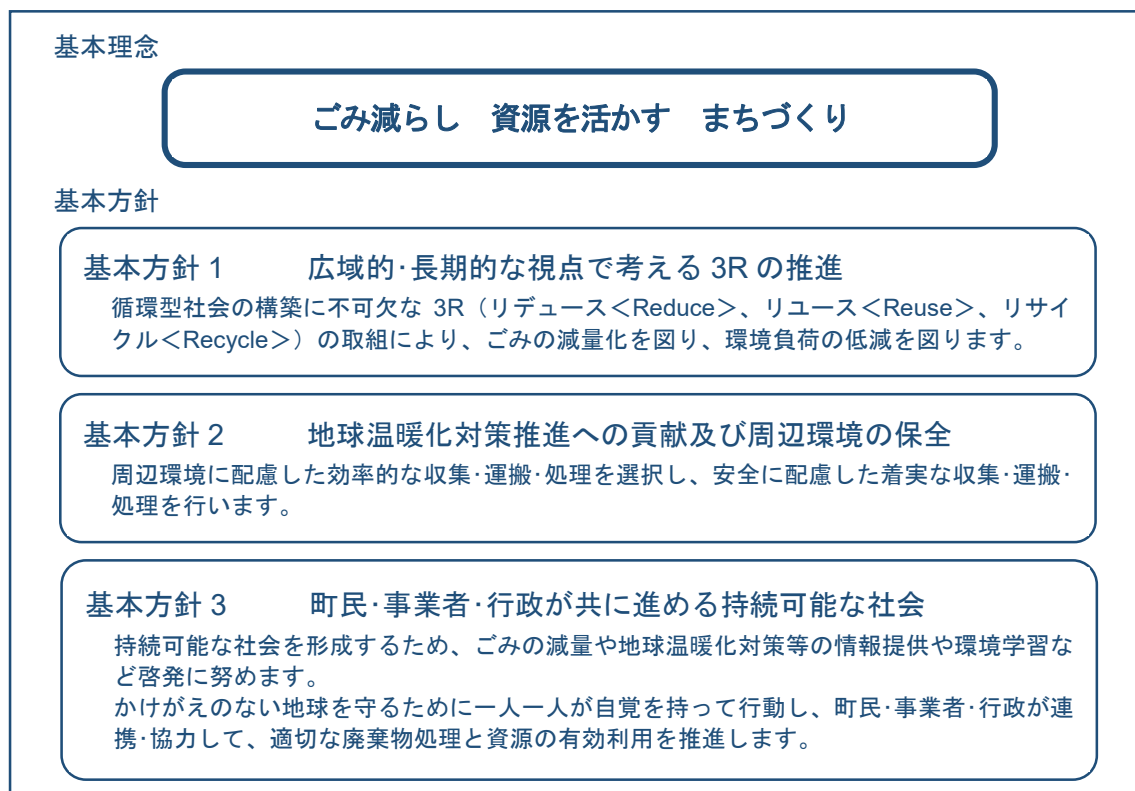 基本理念
ごみ減らし　資源を活かす　まちづくり
基本方針
基本方針 1　広域的･長期的な視点で考える 3R の推進
循環型社会の構築に不可欠な 3R（リデュース＜Reduce＞、リユース＜Reuse＞、リサイ
クル＜Recycle＞）の取組により、ごみの減量化を図り、環境負荷の低減を図ります。
基本方針 2　地球温暖化対策推進への貢献及び周辺環境の保全
周辺環境に配慮した効率的な収集･運搬･処理を選択し、安全に配慮した着実な収集･運搬･
処理を行います。
基本方針 3　町民･事業者･行政が共に進める持続可能な社会
持続可能な社会を形成するため、ごみの減量や地球温暖化対策等の情報提供や環境学習な
ど啓発に努めます。
かけがえのない地球を守るために一人一人が自覚を持って行動し、町民･事業者･行政が連
携･協力して、適切な廃棄物処理と資源の有効利用を推進します。